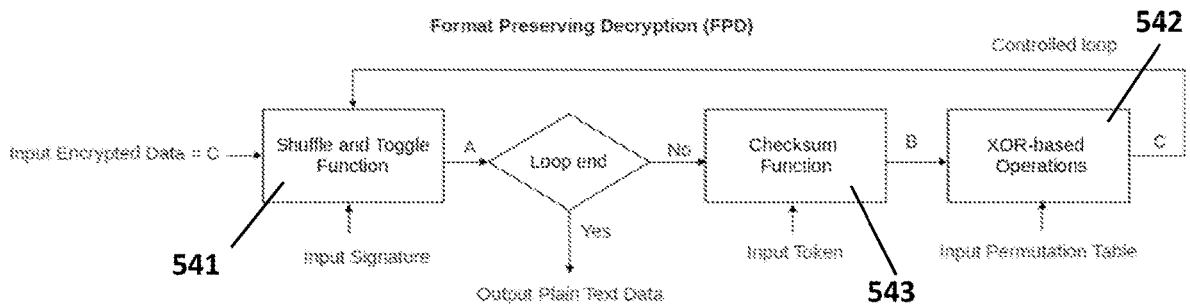 Format Preserving Decryption (FPD)
542
Controlled loop
Input Encrypted Data = C
Shuffle and Toggle
Function
A
Loop end
No
Checksum
Function
B
XOR-based
Operations
C
Yes
541
Input Signature
Input Token
Input Permutation Table
Output Plain Text Data
543